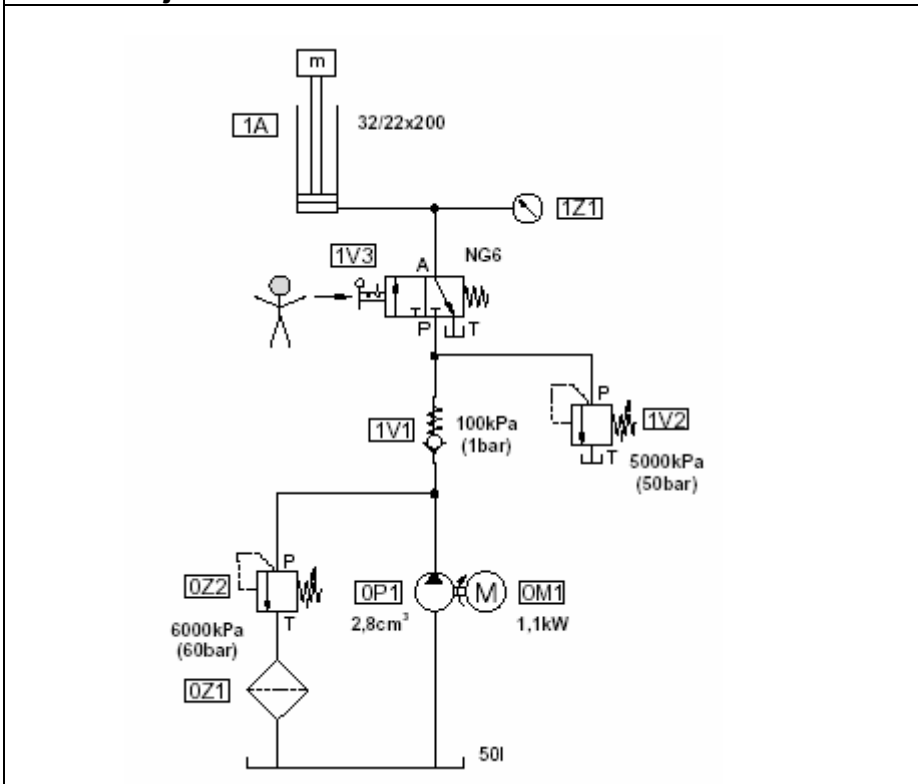 m
1A
32/22x200
1Z1
1V3
NG6
A
T T
P
T
1V1
100kPa
(1bar)
P
1V2
T
5000kPa
(50bar)
P
0Z2
T
6000kPa
(60bar)
0P1
M
0M1
2,8cm³
1,1kW
0Z1
50l